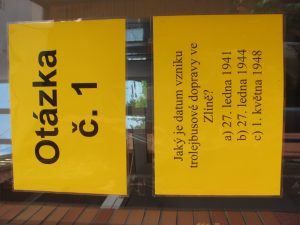 Otázka
č. 1
Jaký je datum vzniku
trolejbusové dopravy ve
Zlíně?
a) 27. ledna 1941
b) 27. ledna 1944
c) 1. května 1948